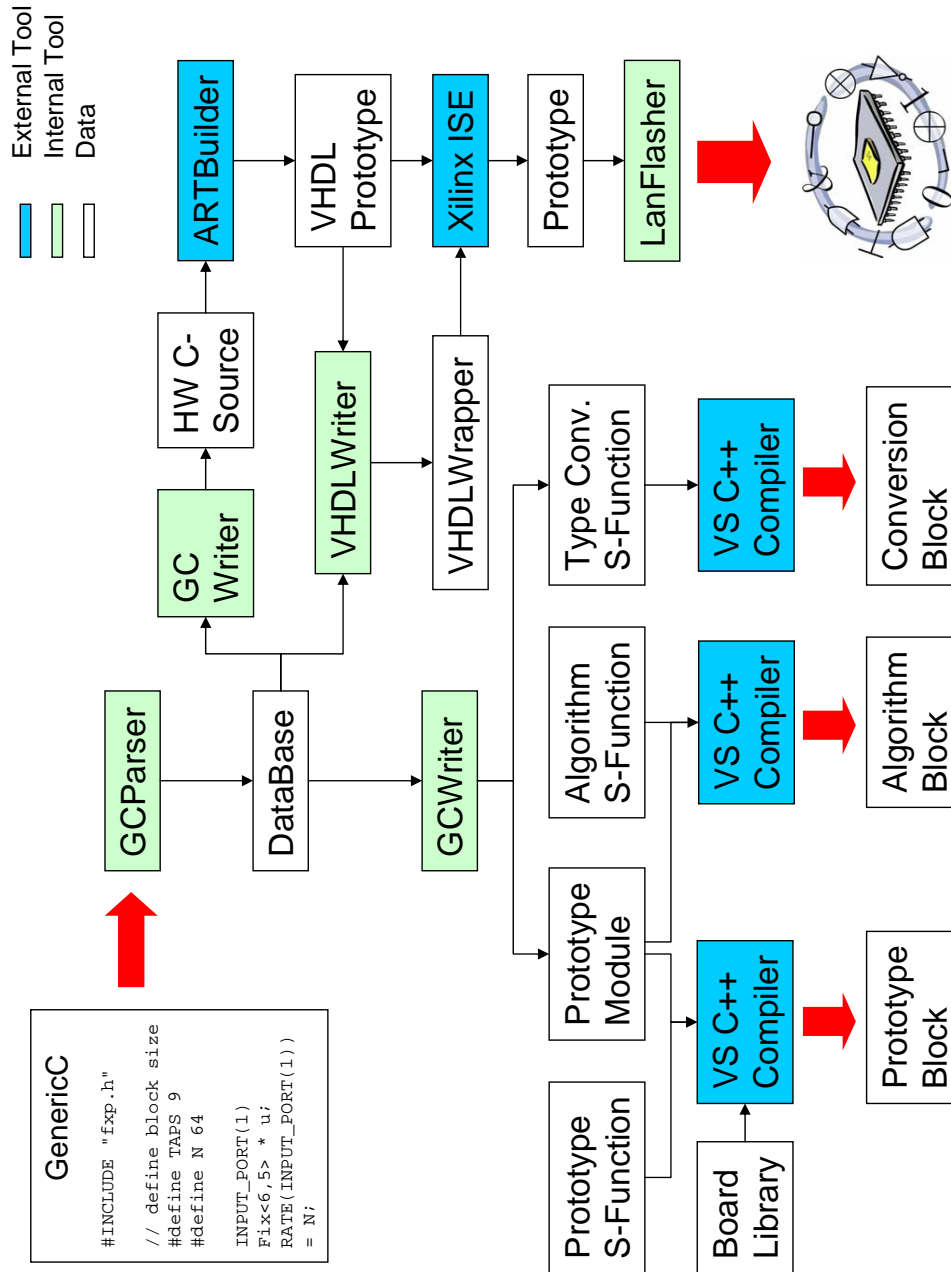 External Tool
Internal Tool
Data
GenericC
#INCLUDE "fxp.h"
// define block size
#define TAPS 9
#define N 64
INPUT_PORT(1)
Fix<6,5> * u;
RATE(INPUT_PORT(1))
= N;
GCParser
DataBase
GC
Writer
HW C-
Source
ARTBuilder
VHDLWriter
VHDL
Prototype
GCWriter
VHDLWrapper
Xilinx ISE
Prototype
S-Function
Prototype
Module
Algorithm
S-Function
Type Conv.
S-Function
Prototype
Board
Library
VS C++
Compiler
VS C++
Compiler
VS C++
Compiler
LanFlasher
Prototype
Block
Algorithm
Block
Conversion
Block